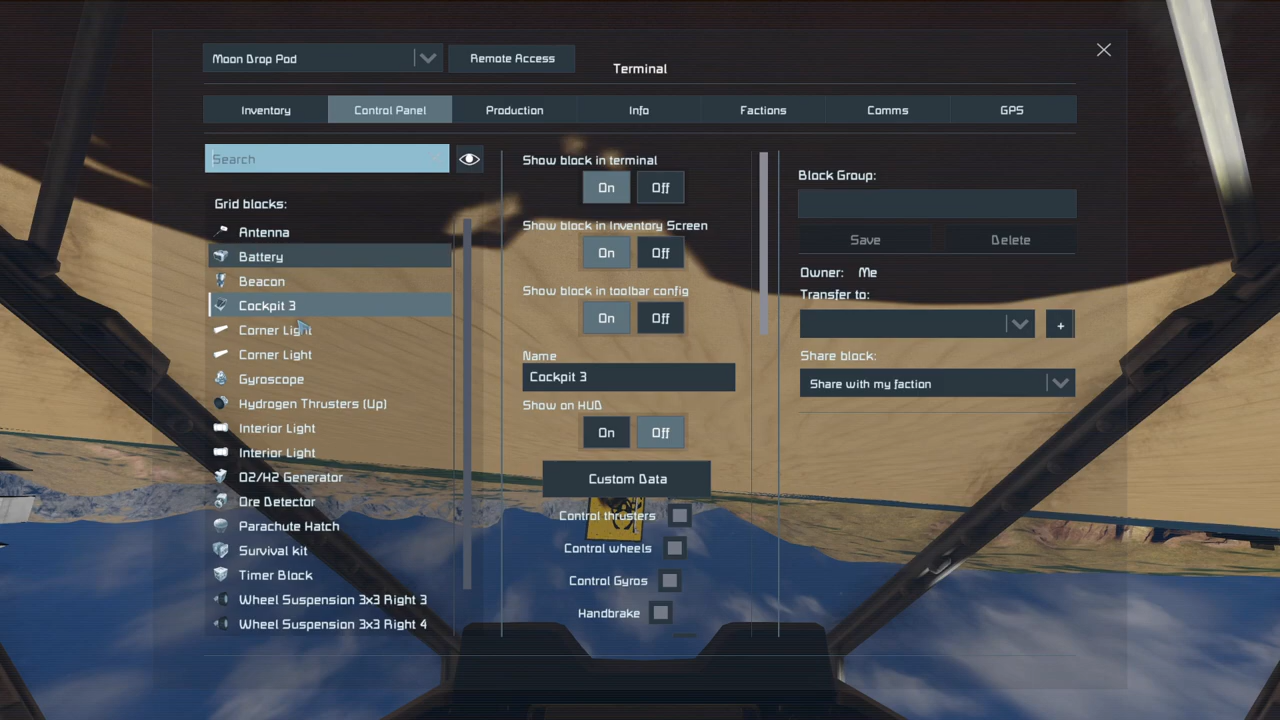 Moon Drop Pod
Remote Access
Terminal
Inventory
Control Panel
Production
Info
Factions
Comms
GPS
Search
Grid blocks:
Antenna
Battery
Beacon
Cockpit 3
Corner Light
Corner Light
Gyroscope
Hydrogen Thrusters (Up)
Interior Light
Interior Light
O2/H2 Generator
Ore Detector
Parachute Hatch
Survival kit
Timer Block
Wheel Suspension 3x3 Right 3
Wheel Suspension 3x3 Right 4
Show block in terminal
On Off
Show block in Inventory Screen
On Off
Show block in toolbar config
On Off
Name
Cockpit 3
Show on HUD
On Off
Custom Data
Control thrusters
Control wheels
Control Gyros
Handbrake
Block Group:
Save Delete
Owner: Me
Transfer to:
+
Share block:
Share with my faction